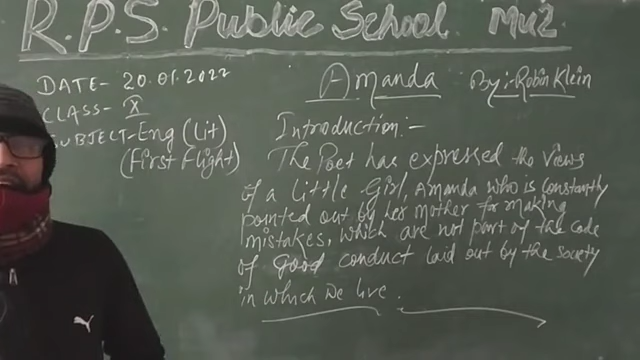 R.P.S. Public School Mu2
DATE- 20.01.2022
CLASS- X
SUBJECT-Eng (Lit)
(First Flight)
Amanda By:- Robin Klein
Introduction:-
The Poet has expressed the views
of a Little Girl, Amanda who is constantly
pointed out by her mother for making
mistakes, which are not part of the code
of good conduct laid out by the society
in which we live.